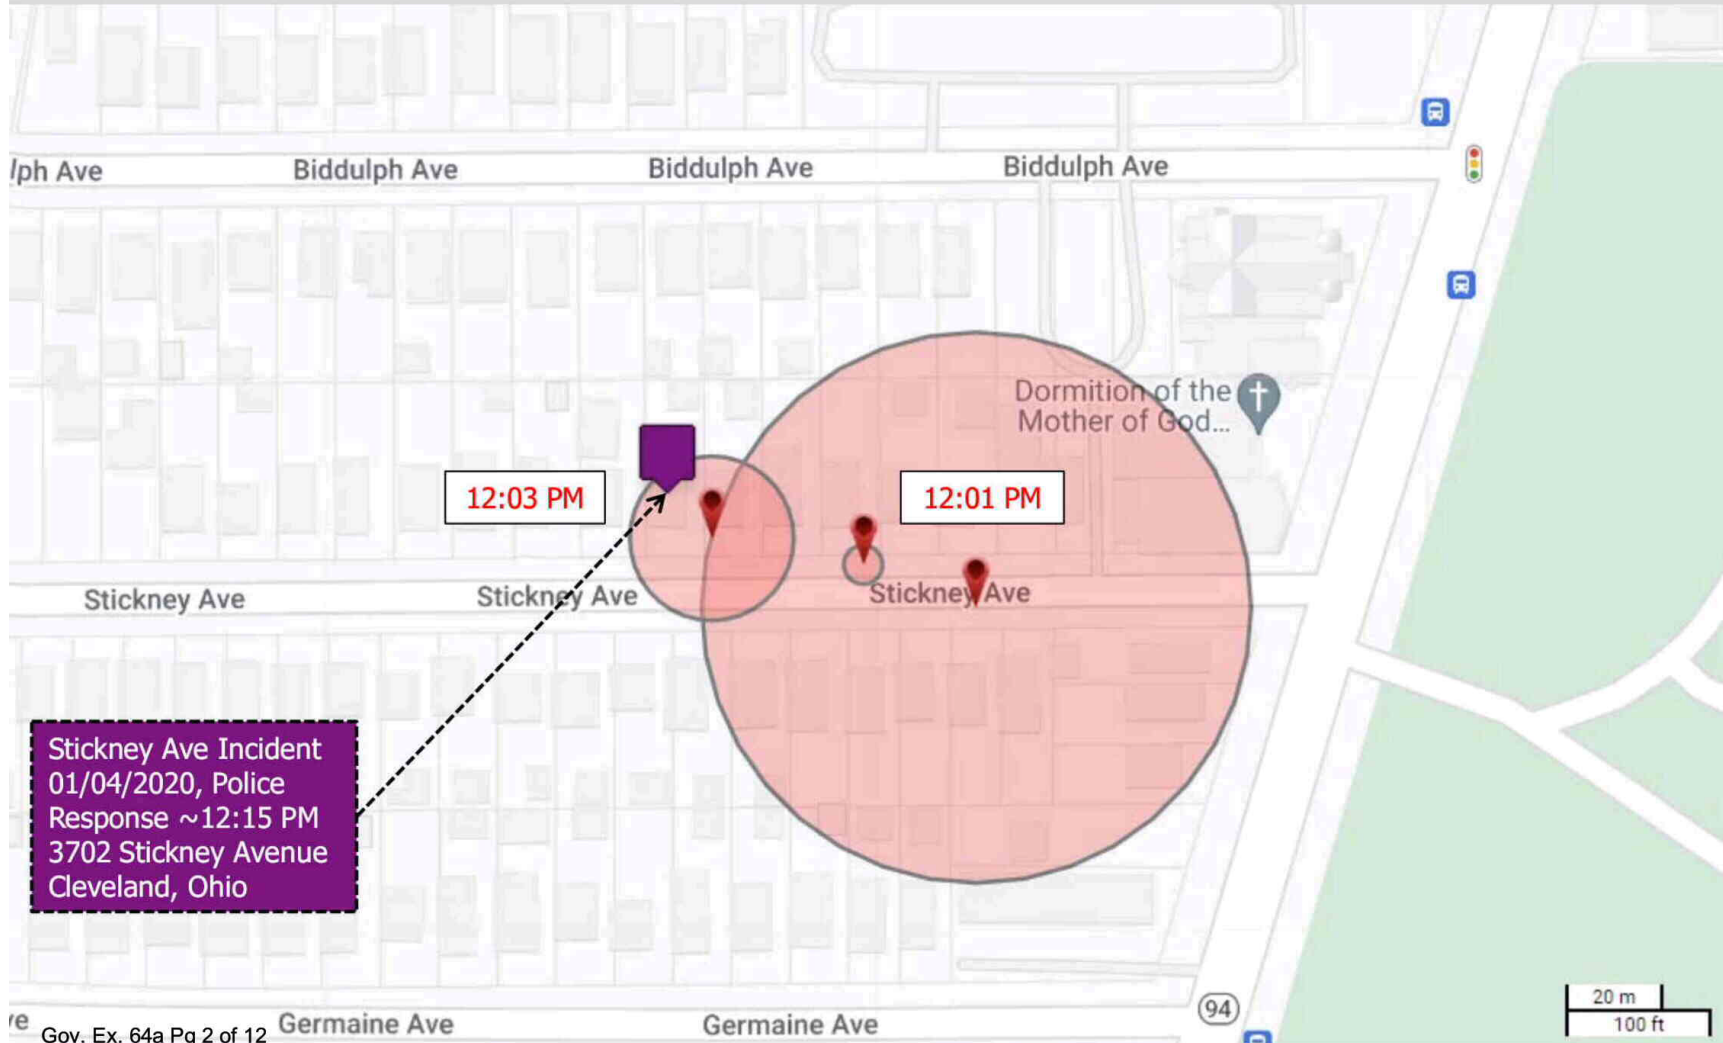 lph Ave
Biddulph Ave
Biddulph Ave
Biddulph Ave
Dormition of the
Mother of God...
12:03 PM
12:01 PM
Stickney Ave
Stickney Ave
Stickney Ave
Stickney Ave Incident
01/04/2020, Police
Response ~12:15 PM
3702 Stickney Avenue
Cleveland, Ohio
94
20 m
100 ft
ve
Germaine Ave
Germaine Ave
Gov. Ex. 64a Pg 2 of 12